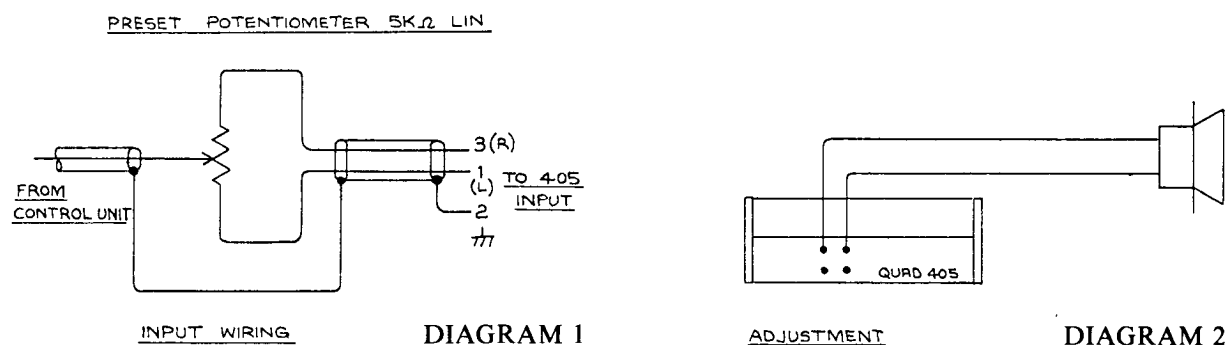 PRESET POTENTIOMETER 5KΩ LIN
3 (R)
1
(L)
TO 405
INPUT
2
FROM
CONTROL UNIT
INPUT WIRING
DIAGRAM 1
QUAD 405
ADJUSTMENT
DIAGRAM 2